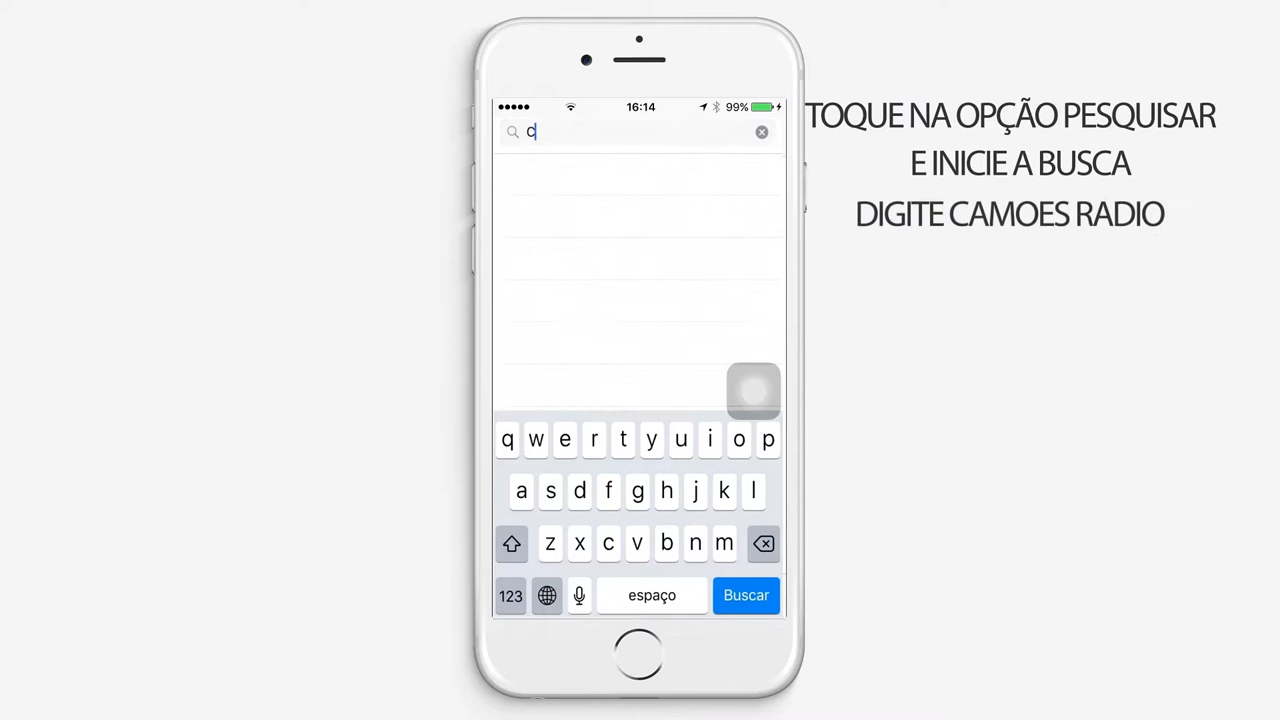 16:14
99%
C
TOQUE NA OPÇÃO PESQUISAR
E INICIE A BUSCA
DIGITE CAMOES RADIO
q w e r t y u i o p
a s d f g h j k l
z x c v b n m
123 espaço Buscar